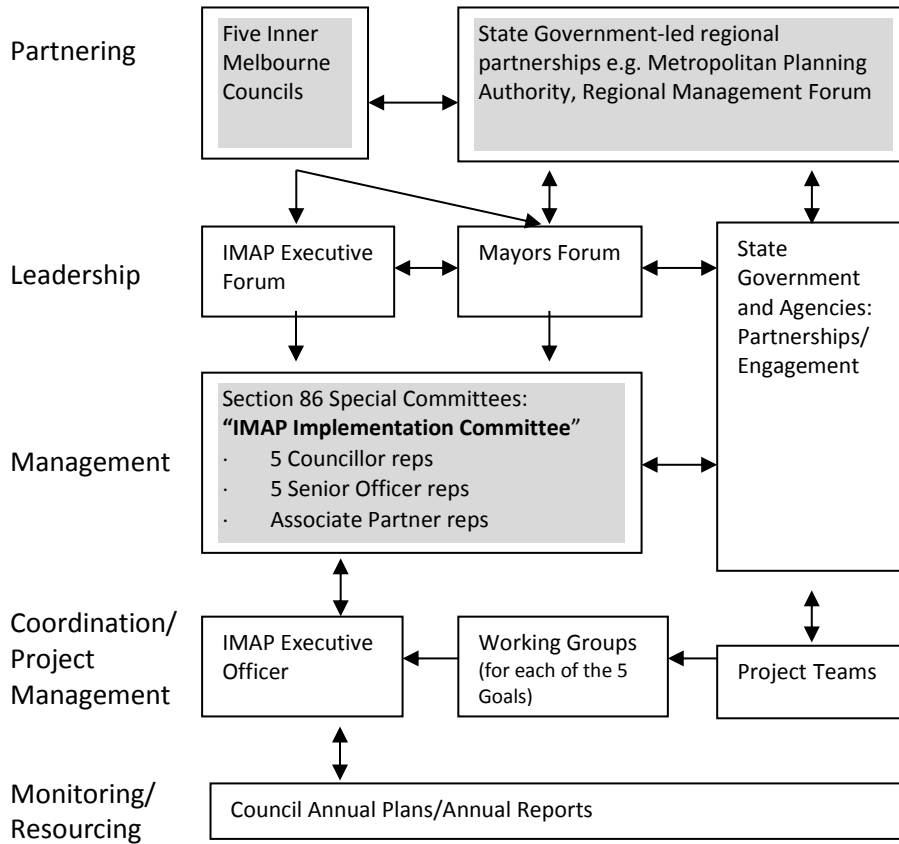 Partnering
Five Inner
Melbourne
Councils
State Government-led regional
partnerships e.g. Metropolitan Planning
Authority, Regional Management Forum
Leadership
IMAP Executive
Forum
Mayors Forum
State
Government
and Agencies:
Partnerships/
Engagement
Management
Section 86 Special Committees:
“IMAP Implementation Committee”
· 5 Councillor reps
· 5 Senior Officer reps
· Associate Partner reps
Coordination/
Project
Management
IMAP Executive
Officer
Working Groups
(for each of the 5
Goals)
Project Teams
Monitoring/
Resourcing
Council Annual Plans/Annual Reports